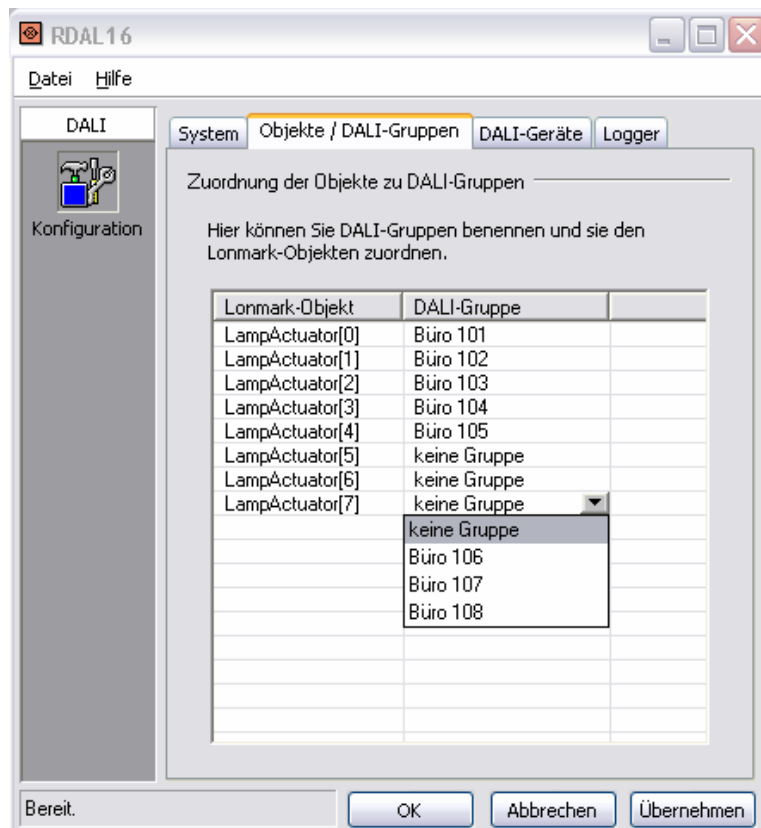 RDAL16
Datei Hilfe
DALI
Konfiguration
System Objekte / DALI-Gruppen DALI-Geräte Logger
Zuordnung der Objekte zu DALI-Gruppen
Hier können Sie DALI-Gruppen benennen und sie den
Lonmark-Objekten zuordnen.
Lonmark-Objekt DALI-Gruppe
LampActuator[0] Büro 101
LampActuator[1] Büro 102
LampActuator[2] Büro 103
LampActuator[3] Büro 104
LampActuator[4] Büro 105
LampActuator[5] keine Gruppe
LampActuator[6] keine Gruppe
LampActuator[7] keine Gruppe
keine Gruppe
Büro 106
Büro 107
Büro 108
Bereit.
OK Abbrechen Übernehmen